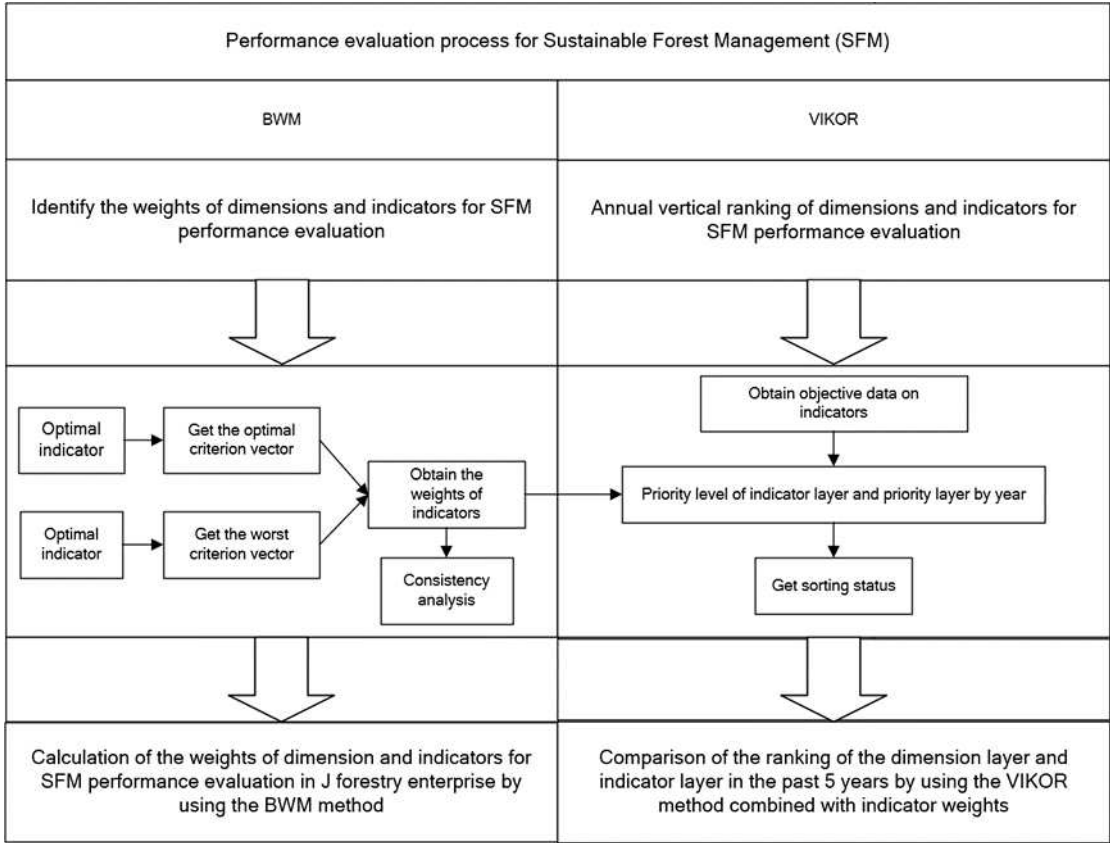 Performance evaluation process for Sustainable Forest Management (SFM)
BWM
VIKOR
Identify the weights of dimensions and indicators for SFM
performance evaluation
Annual vertical ranking of dimensions and indicators for
SFM performance evaluation
Optimal
indicator
Get the optimal
criterion vector
Optimal
indicator
Get the worst
criterion vector
Obtain the
weights of
indicators
Consistency
analysis
Obtain objective data on
indicators
Priority level of indicator layer and priority layer by year
Get sorting status
Calculation of the weights of dimension and indicators for
SFM performance evaluation in J forestry enterprise by
using the BWM method
Comparison of the ranking of the dimension layer and
indicator layer in the past 5 years by using the VIKOR
method combined with indicator weights